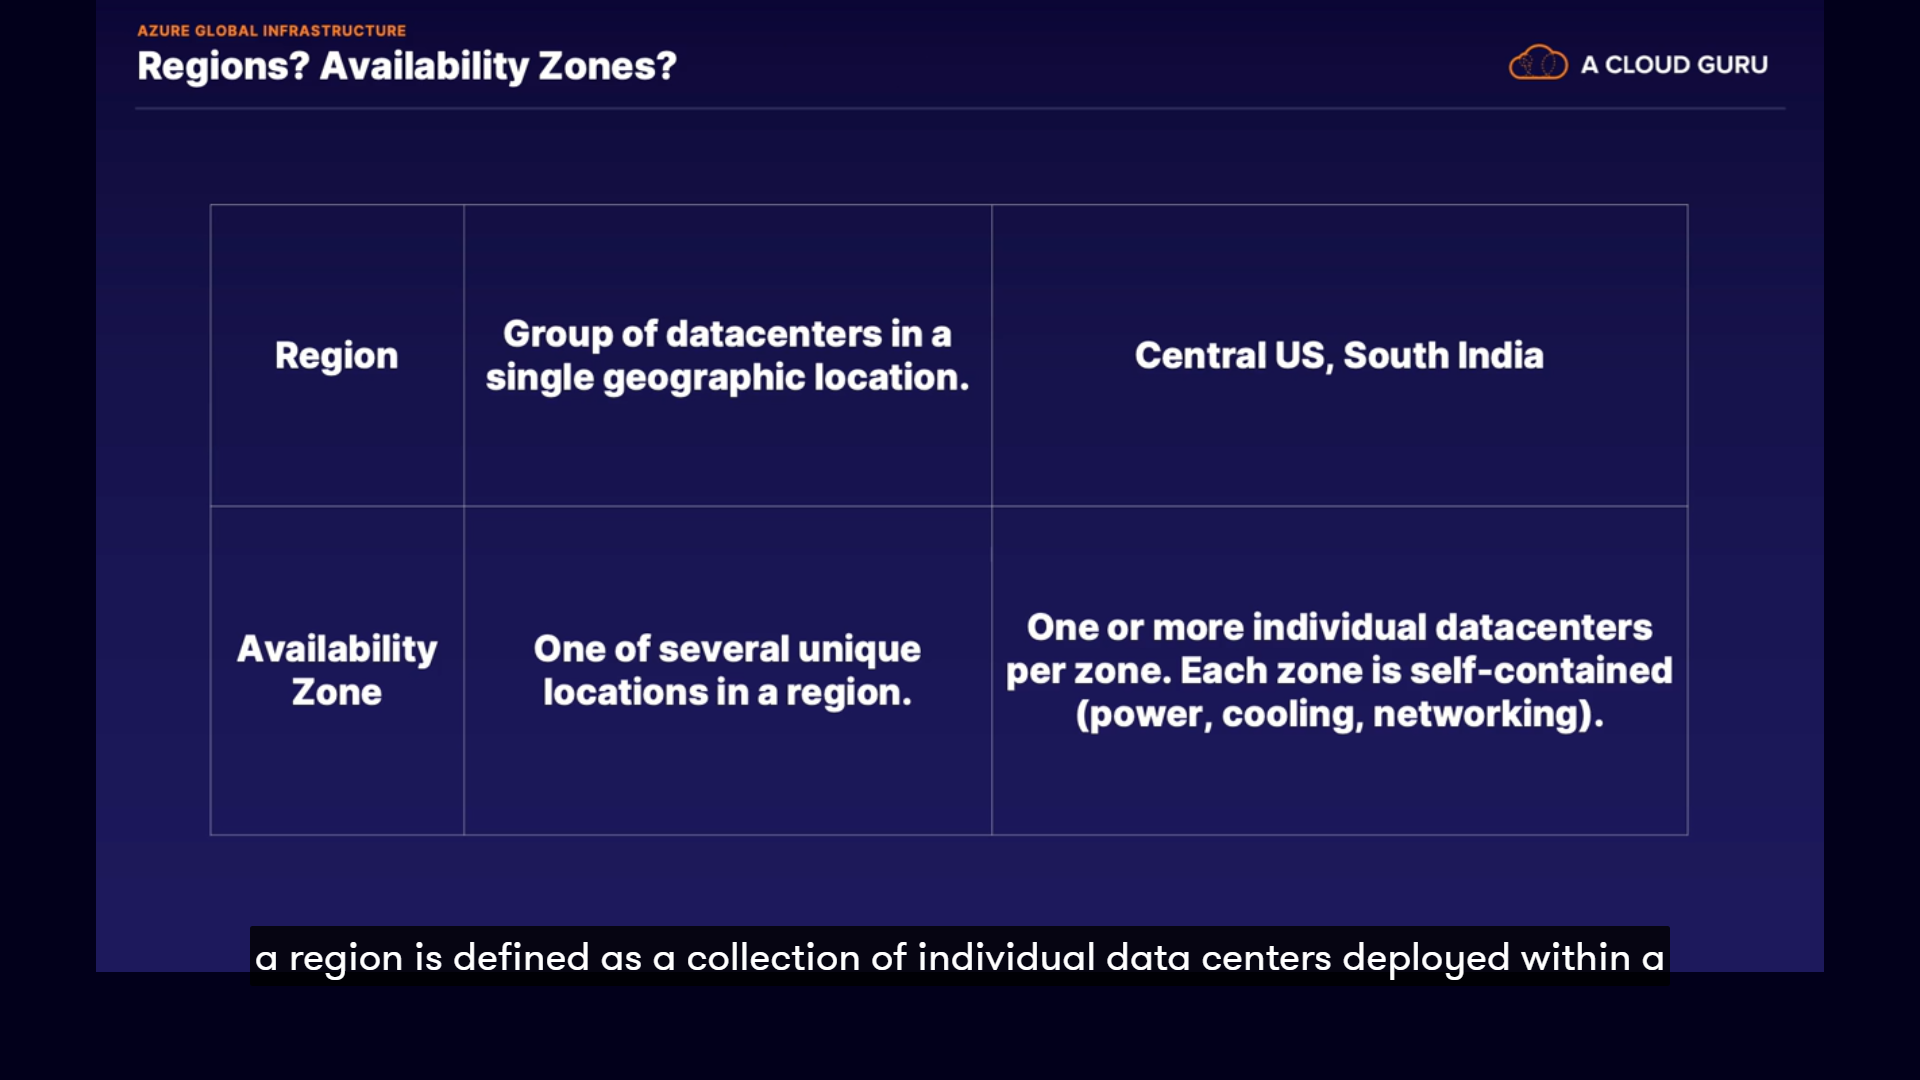 AZURE GLOBAL INFRASTRUCTURE
Regions? Availability Zones?
A CLOUD GURU
Region
Group of datacenters in a
single geographic location.
Central US, South India
Availability
Zone
One of several unique
locations in a region.
One or more individual datacenters
per zone. Each zone is self-contained
(power, cooling, networking).
a region is defined as a collection of individual data centers deployed within a